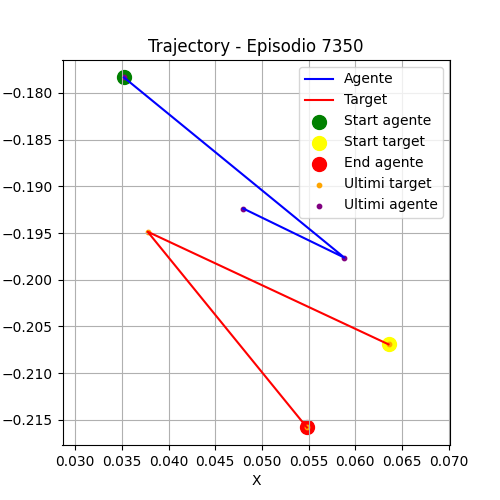 Trajectory - Episodio 7350
Agente
Target
Start agente
Start target
End agente
Ultimi target
Ultimi agente
−0.180
−0.185
−0.190
−0.195
−0.200
−0.205
−0.210
−0.215
0.030 0.035 0.040 0.045 0.050 0.055 0.060 0.065 0.070
X